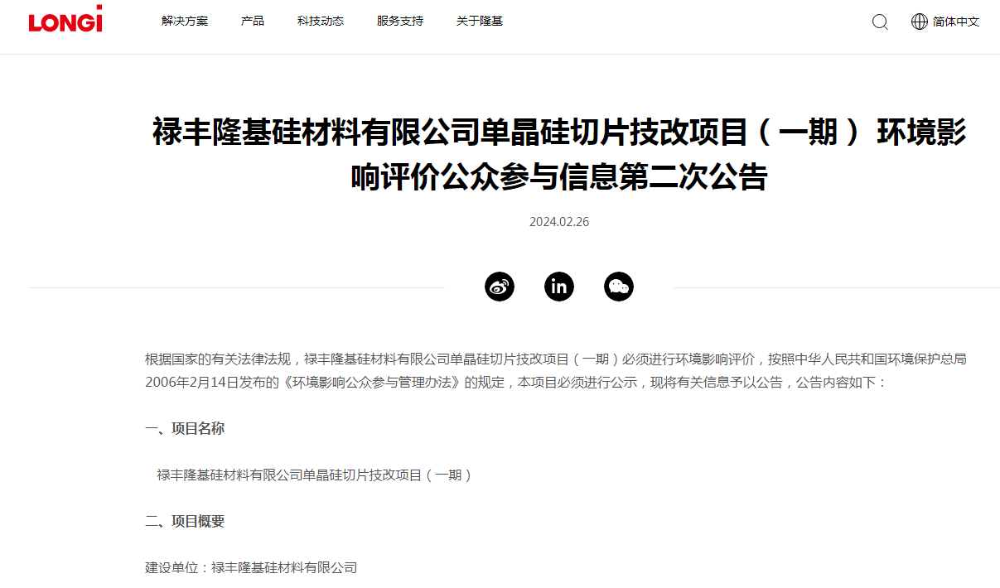 LONGi 解决方案 产品 科技动态 服务支持 关于隆基 简体中文
禄丰隆基硅材料有限公司单晶硅切片技改项目（一期） 环境影
响评价公众参与信息第二次公告
2024.02.26
in
根据国家的有关法律法规，禄丰隆基硅材料有限公司单晶硅切片技改项目（一期）必须进行环境影响评价，按照中华人民共和国环境保护总局
2006年2月14日发布的《环境影响公众参与管理办法》的规定，本项目必须进行公示，现将有关信息予以公告，公告内容如下：
一、项目名称
禄丰隆基硅材料有限公司单晶硅切片技改项目（一期）
二、项目概要
建设单位：禄丰隆基硅材料有限公司